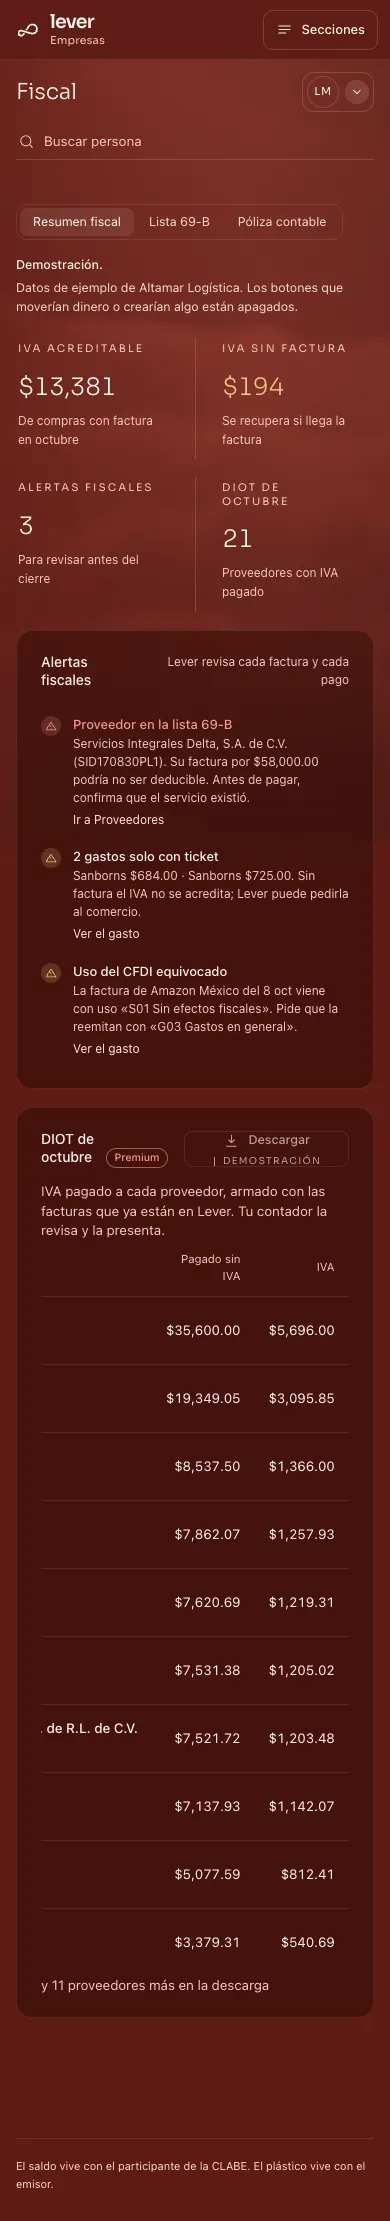 lever
Empresas
Secciones
Fiscal
LM
Buscar persona
Resumen fiscal
Lista 69-B
Póliza contable
Demostración.
Datos de ejemplo de Altamar Logística. Los botones que
moverían dinero o crearían algo están apagados.
IVA ACREDITABLE
$13,381
De compras con factura
en octubre
IVA SIN FACTURA
$194
Se recupera si llega la
factura
ALERTAS FISCALES
3
Para revisar antes del
cierre
DIOT DE
OCTUBRE
21
Proveedores con IVA
pagado
Alertas
fiscales
Lever revisa cada factura y cada
pago
Proveedor en la lista 69-B
Servicios Integrales Delta, S.A. de C.V.
(SID170830PL1). Su factura por $58,000.00
podría no ser deducible. Antes de pagar,
confirma que el servicio existió.
Ir a Proveedores
2 gastos solo con ticket
Sanborns $684.00 · Sanborns $725.00. Sin
factura el IVA no se acredita; Lever puede pedirla
al comercio.
Ver el gasto
Uso del CFDI equivocado
La factura de Amazon México del 8 oct viene
con uso «S01 Sin efectos fiscales». Pide que la
reemitan con «G03 Gastos en general».
Ver el gasto
DIOT de
octubre
Premium
Descargar
| DEMOSTRACIÓN
IVA pagado a cada proveedor, armado con las
facturas que ya están en Lever. Tu contador la
revisa y la presenta.
Pagado sin
IVA
IVA
$35,600.00 $5,696.00
$19,349.05 $3,095.85
$8,537.50 $1,366.00
$7,862.07 $1,257.93
$7,620.69 $1,219.31
$7,531.38 $1,205.02
. de R.L. de C.V. $7,521.72 $1,203.48
$7,137.93 $1,142.07
$5,077.59 $812.41
$3,379.31 $540.69
y 11 proveedores más en la descarga
El saldo vive con el participante de la CLABE. El plástico vive con el
emisor.